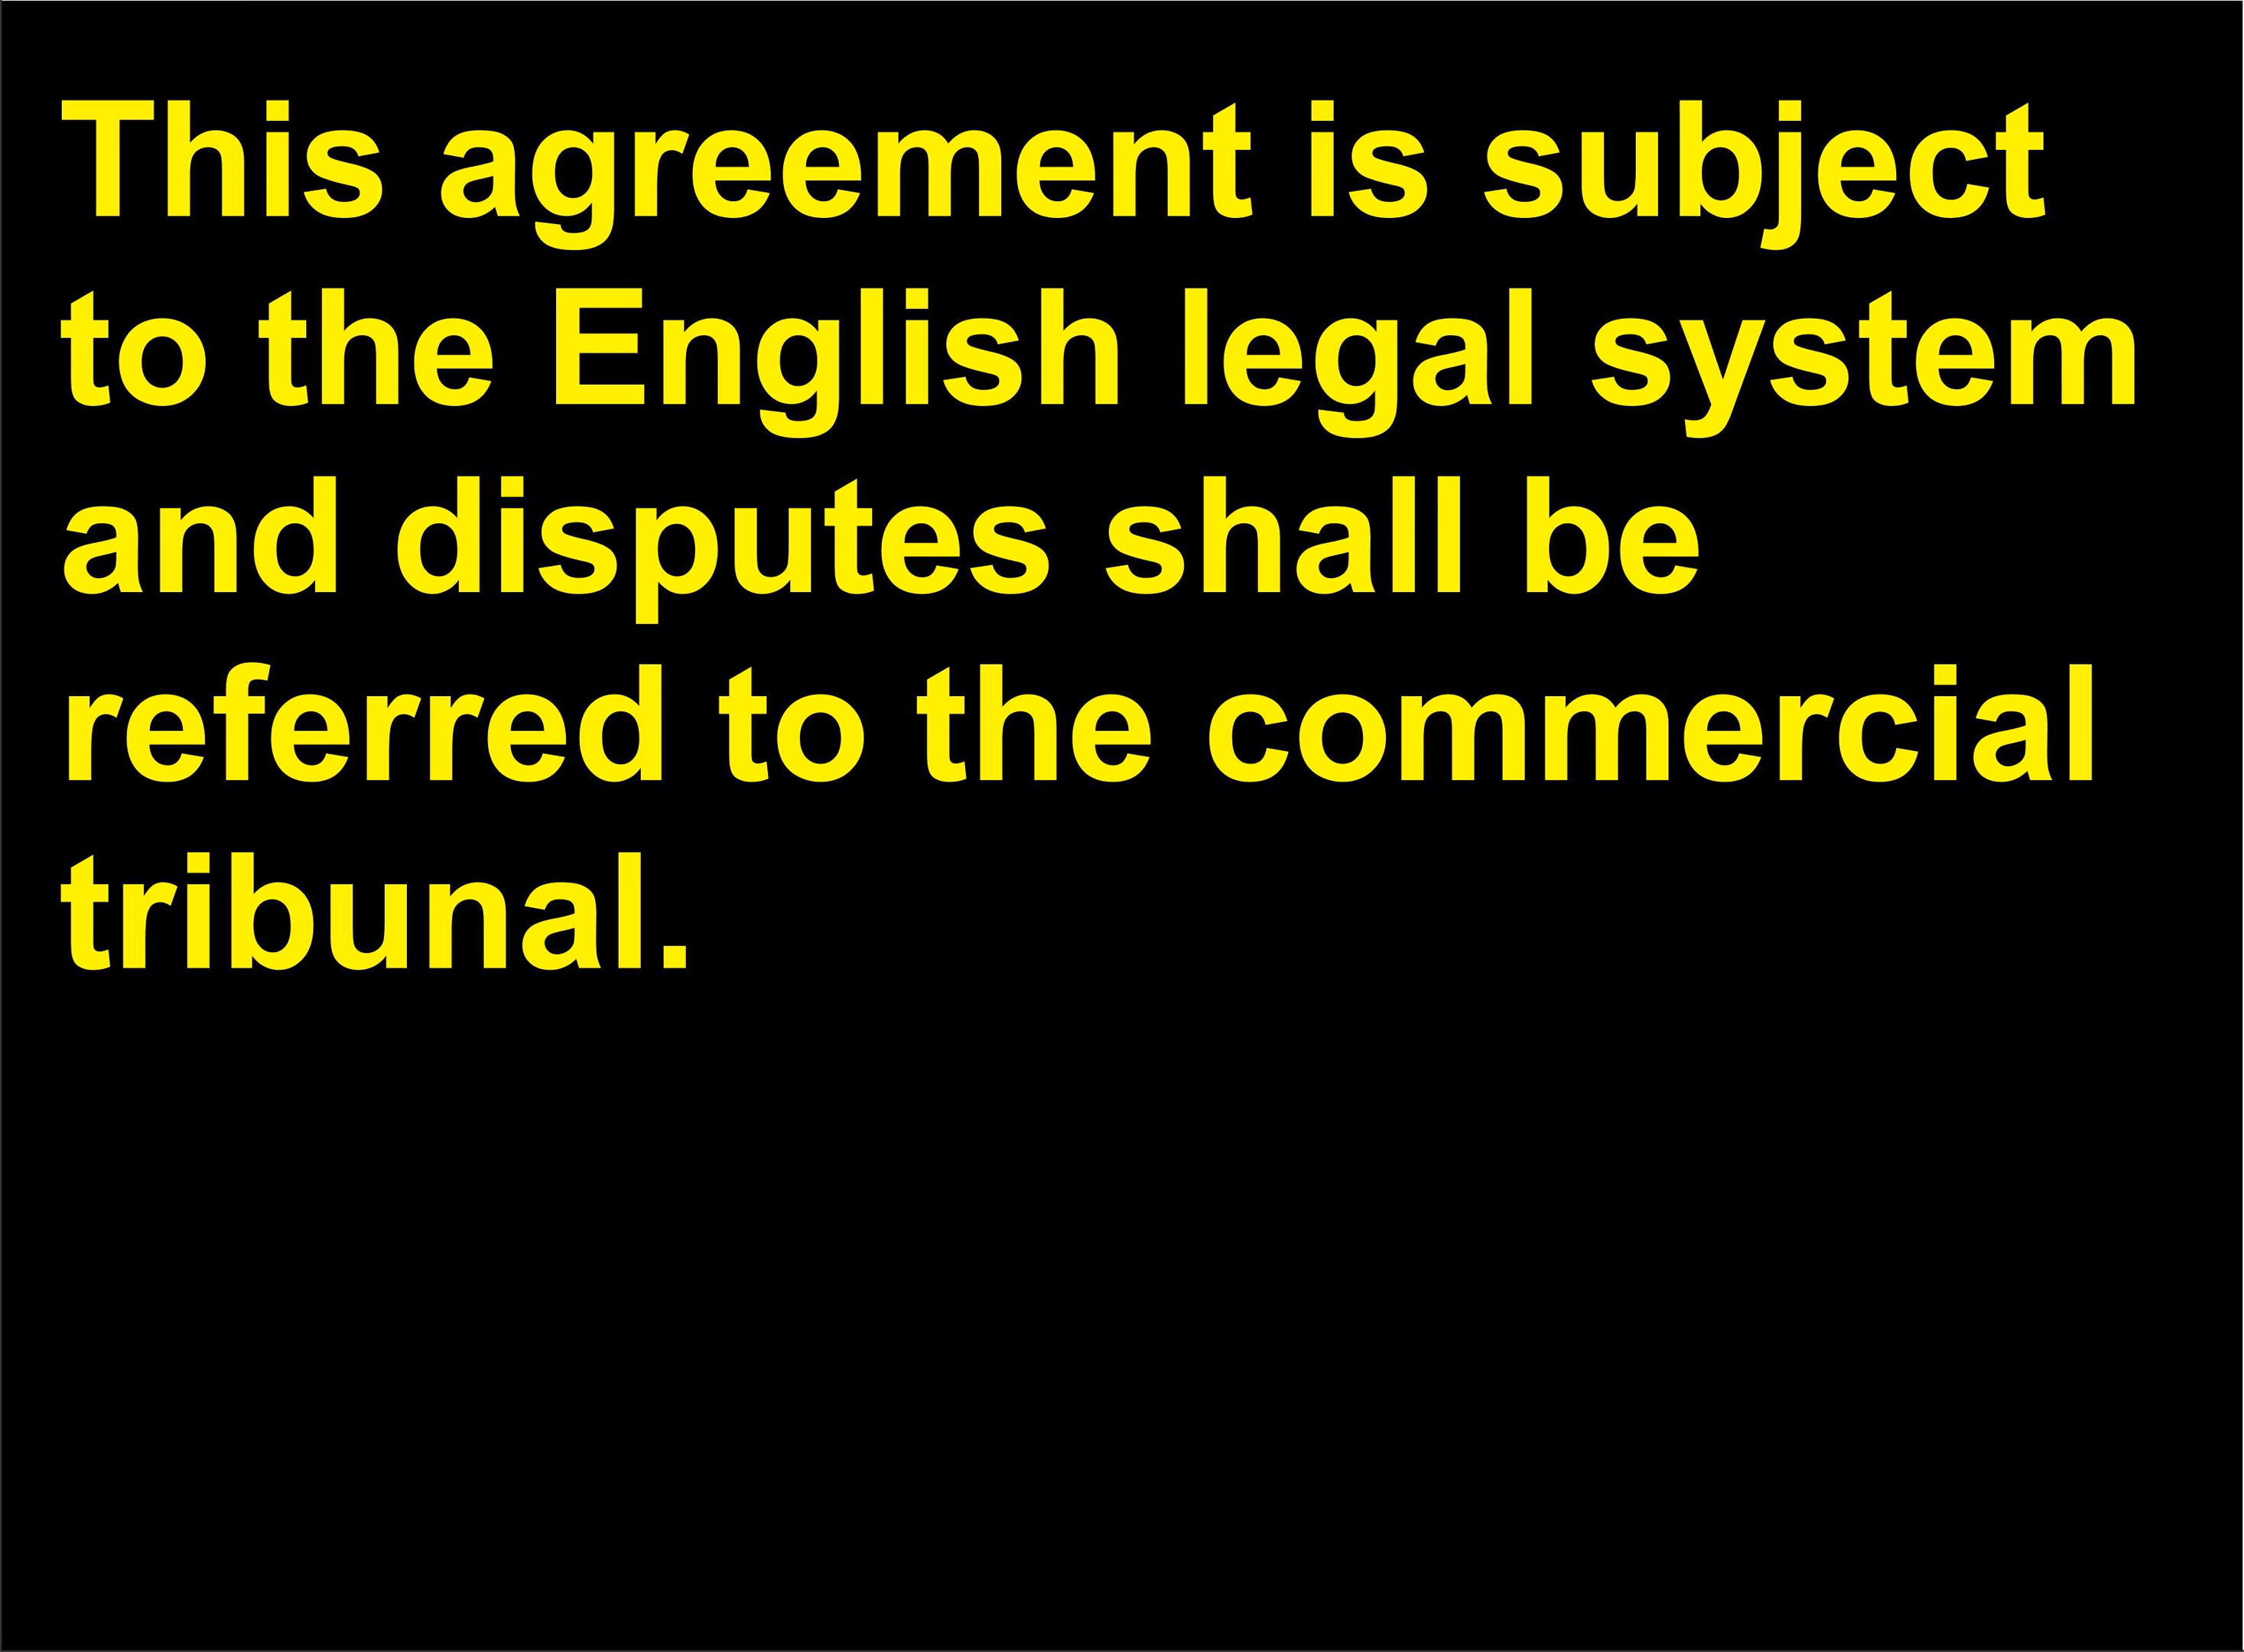 This agreement is subject
to the English legal system
and disputes shall be
referred to the commercial
tribunal.